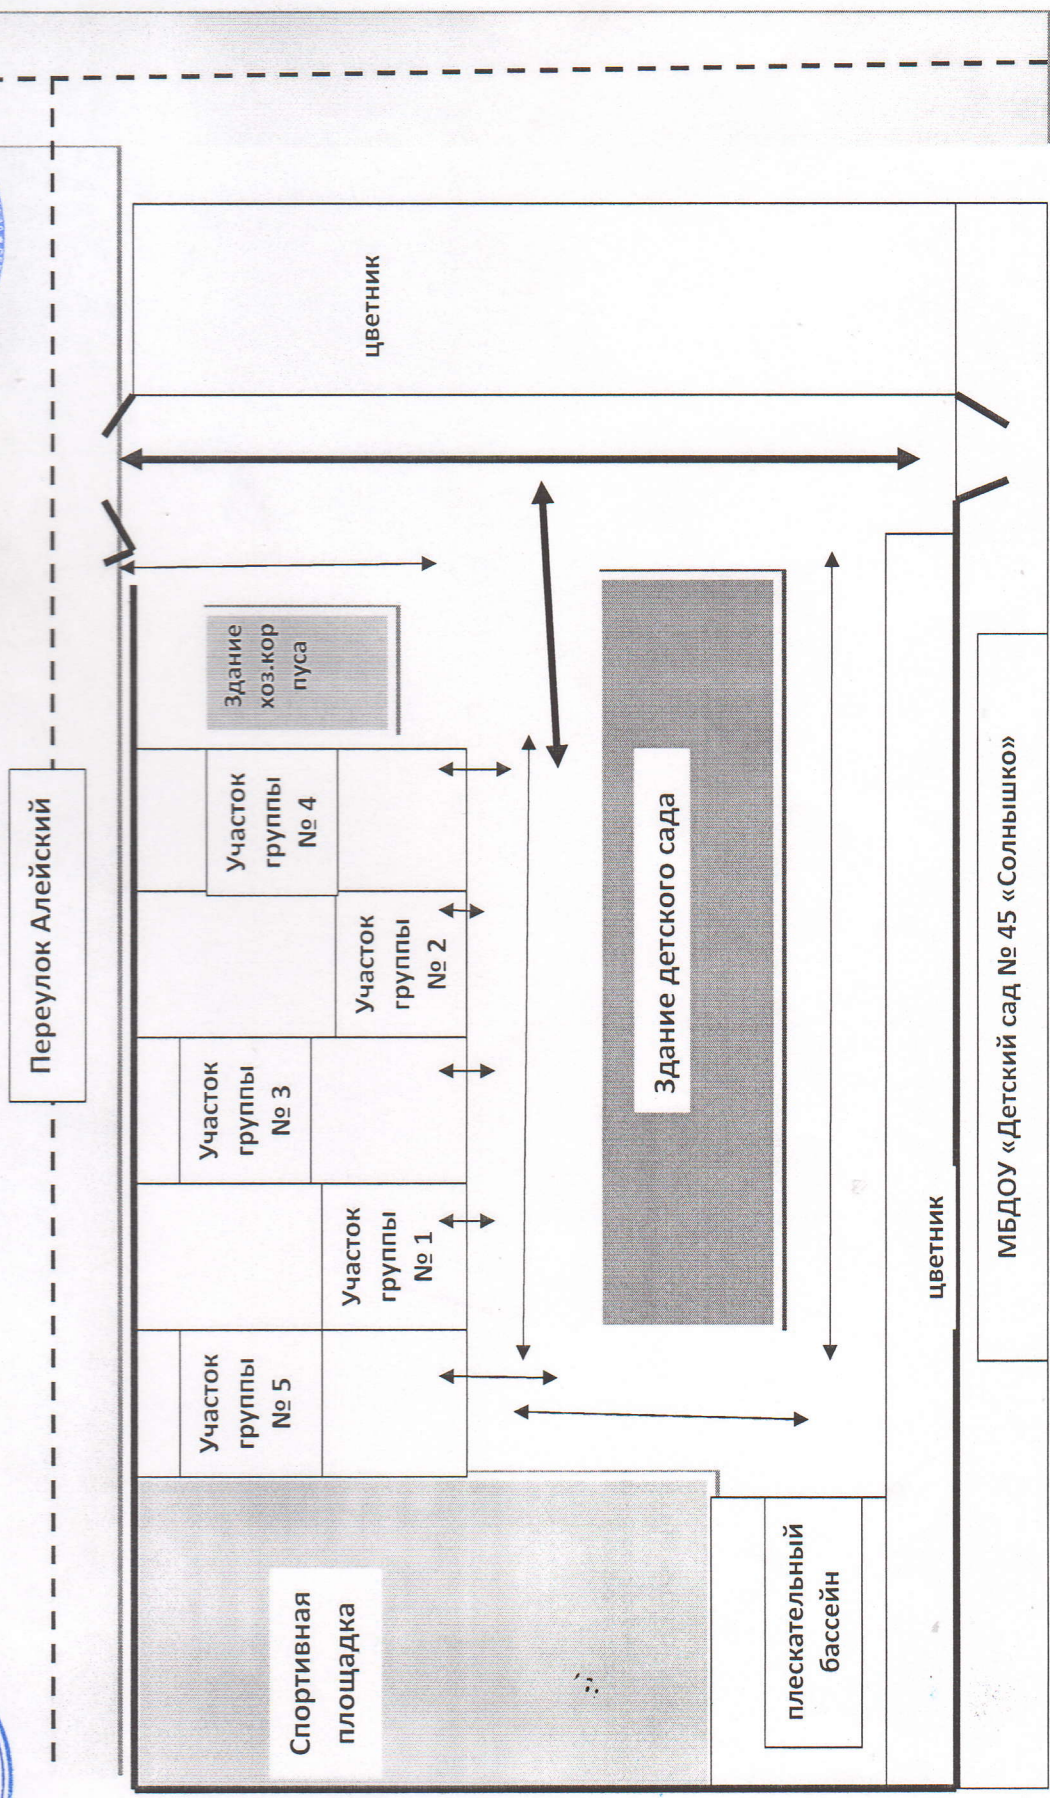 Переулок Алейский
Спортивная
площадка
Участок
группы
№ 5
Участок
группы
№ 1
Участок
группы
№ 3
Участок
группы
№ 2
Участок
группы
№ 4
Здание
хоз.кор
пуса
цветник
Здание детского сада
плескательный
бассейн
цветник
МБДОУ «Детский сад № 45 «Солнышко»